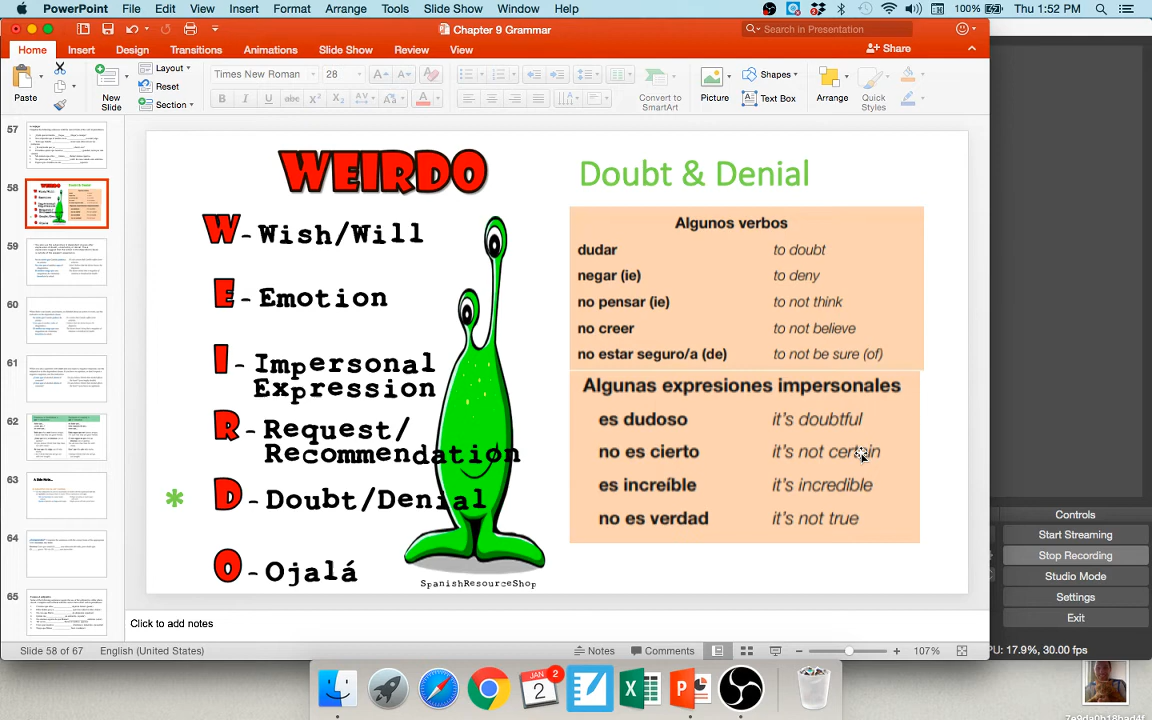 PowerPoint File Edit View Insert Format Arrange Tools Slide Show Window Help 100% Thu 1:52 PM
Chapter 9 Grammar
Search in Presentation
Home Insert Design Transitions Animations Slide Show Review View
Share
Paste
New Slide
Layout
Reset
Section
Times New Roman 28
Convert to SmartArt
Picture
Shapes
Text Box
Arrange
Quick Styles
57
58
59
60
61
62
63
64
65
WEIRDO
W-Wish/Will
E-Emotion
I-Impersonal
Expression
R-Request/
Recommendation
* D-Doubt/Denial
O-Ojalá
SpanishResourceShop
Doubt & Denial
Algunos verbos
dudar to doubt
negar (ie) to deny
no pensar (ie) to not think
no creer to not believe
no estar seguro/a (de) to not be sure (of)
Algunas expresiones impersonales
es dudoso it's doubtful
no es cierto it's not certain
es increíble it's incredible
no es verdad it's not true
Click to add notes
Slide 58 of 67 English (United States) Notes Comments 107%
Controls
Start Streaming
Stop Recording
Studio Mode
Settings
Exit
PU: 17.9%, 30.00 fps
JAN
2
2